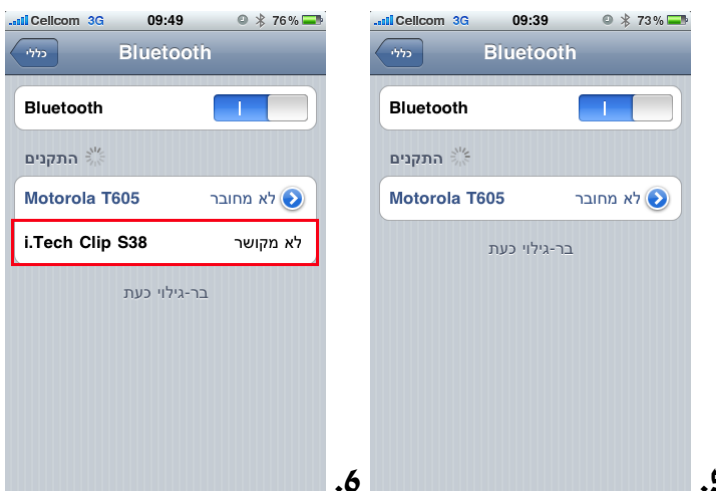 Cellcom 3G 09:49 76%
כללי Bluetooth
Bluetooth
התקנים
Motorola T605 לא מחובר
i.Tech Clip S38 לא מקושר
בר-גילוי כעת
.6
Cellcom 3G 09:39 73%
כללי Bluetooth
Bluetooth
התקנים
Motorola T605 לא מחובר
בר-גילוי כעת